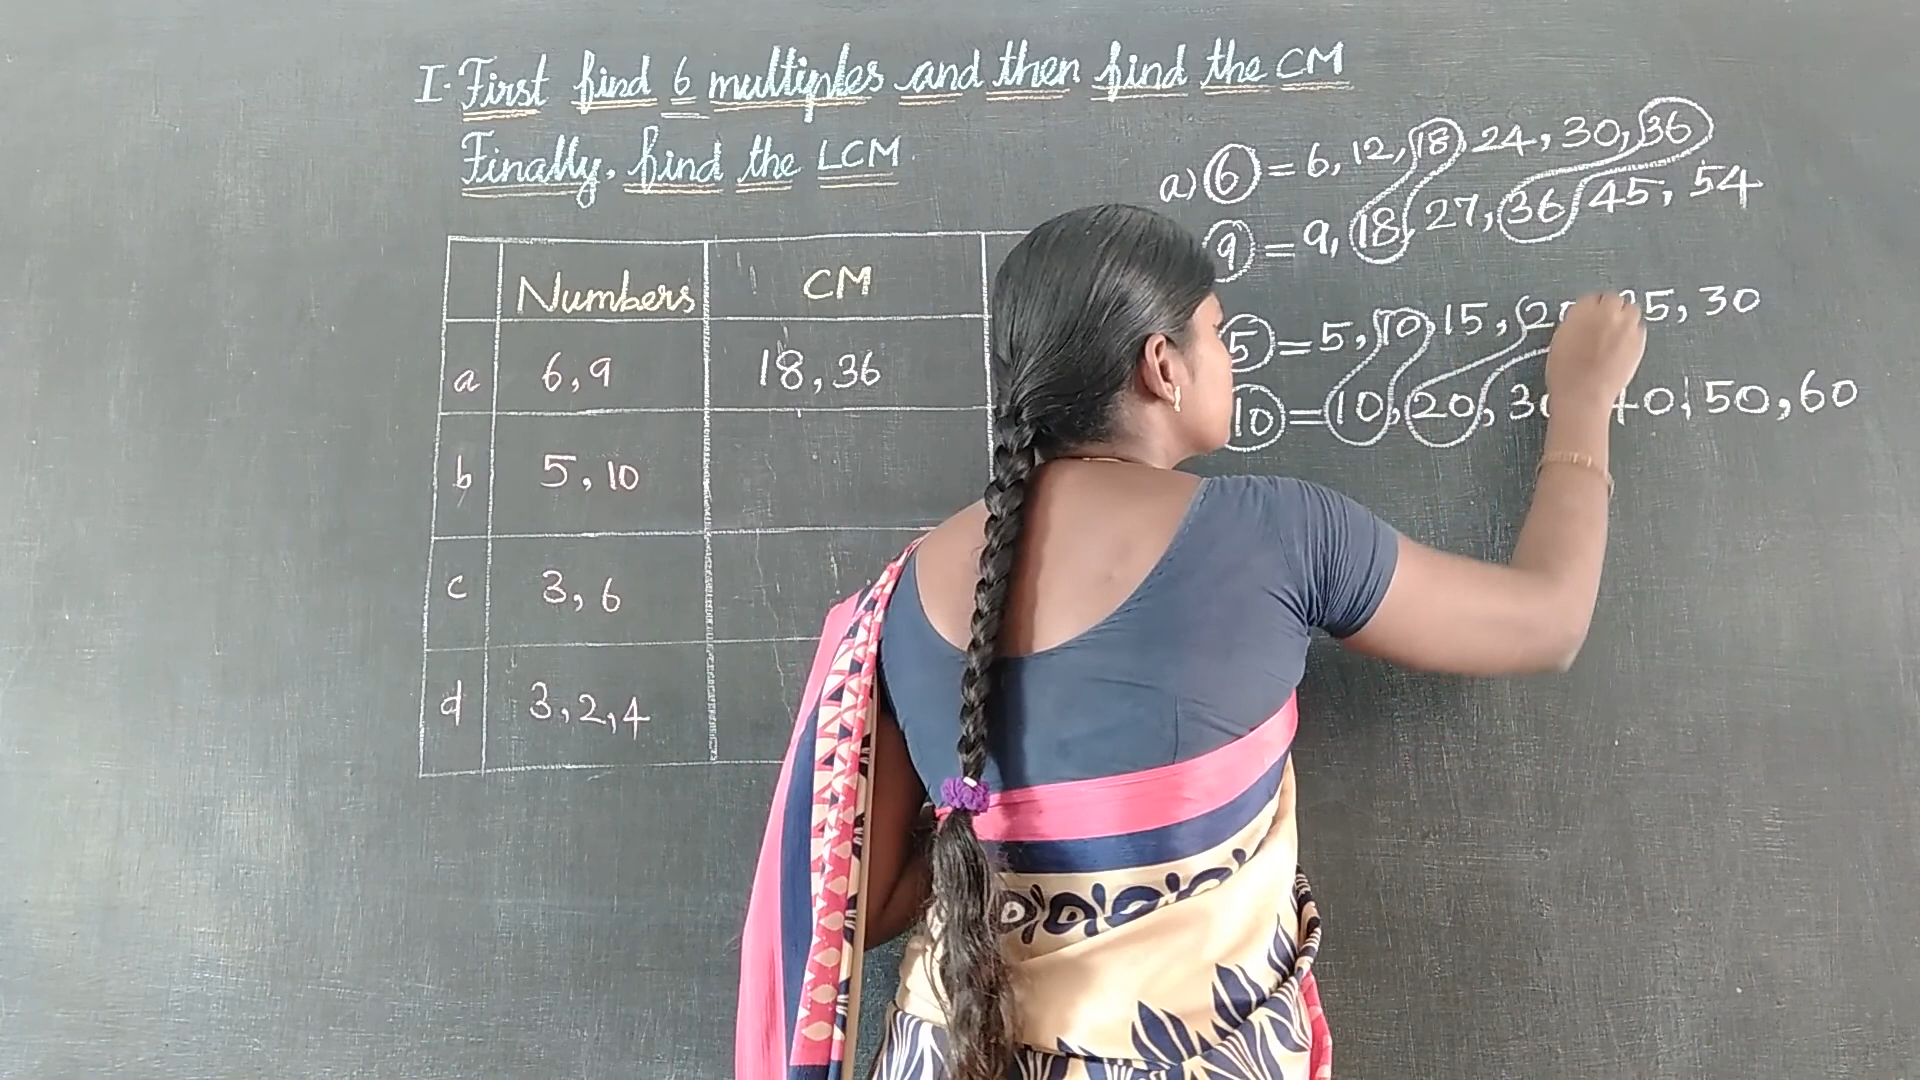 I. First find 6 multiples and then find the CM
Finally, find the LCM.
Numbers CM
a 6,9 18,36
b 5,10
c 3,6
d 3,2,4
a) 6 = 6, 12, 18, 24, 30, 36
9 = 9, 18, 27, 36, 45, 54
5 = 5, 10, 15, 30
10 = 10, 20, 50, 60